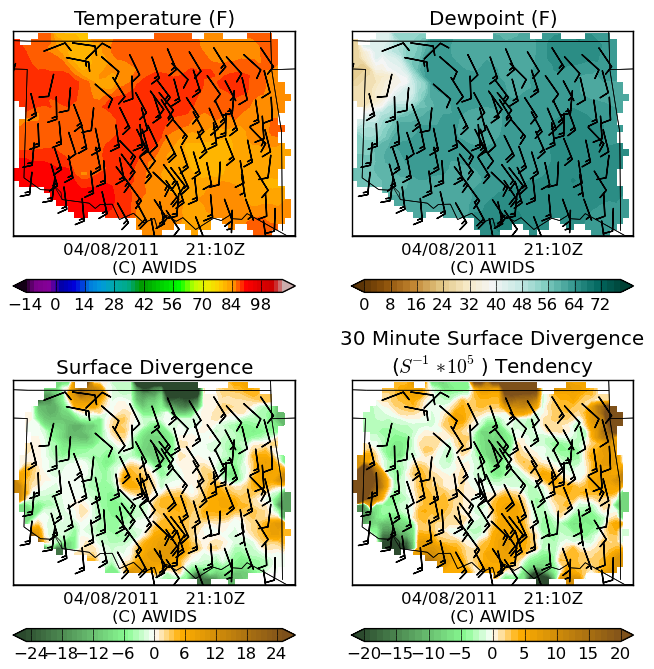 Temperature (F)
Dewpoint (F)
04/08/2011 21:10Z
(C) AWIDS
04/08/2011 21:10Z
(C) AWIDS
−14 0 14 28 42 56 70 84 98
0 8 16 24 32 40 48 56 64 72
Surface Divergence
30 Minute Surface Divergence
(S⁻¹ *10⁵ ) Tendency
04/08/2011 21:10Z
(C) AWIDS
04/08/2011 21:10Z
(C) AWIDS
−24 −18 −12 −6 0 6 12 18 24
−20 −15 −10 −5 0 5 10 15 20